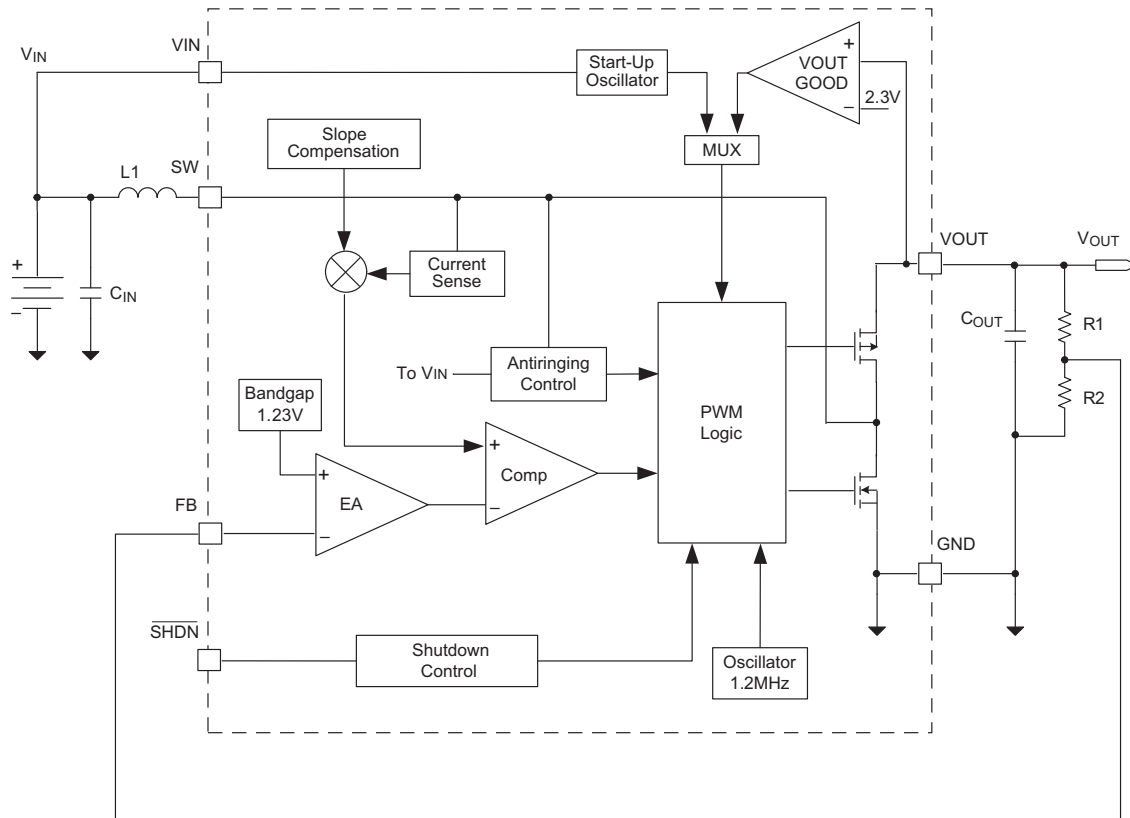 VIN
VIN
Start-Up
Oscillator
+
VOUT
GOOD
−
2.3V
Slope
Compensation
MUX
L1
SW
VOUT
VOUT
Current
Sense
+
−
CIN
COUT
R1
To VIN
Antiringing
Control
R2
Bandgap
1.23V
PWM
Logic
+
Comp
−
+
EA
−
FB
GND
SHDN
Shutdown
Control
Oscillator
1.2MHz